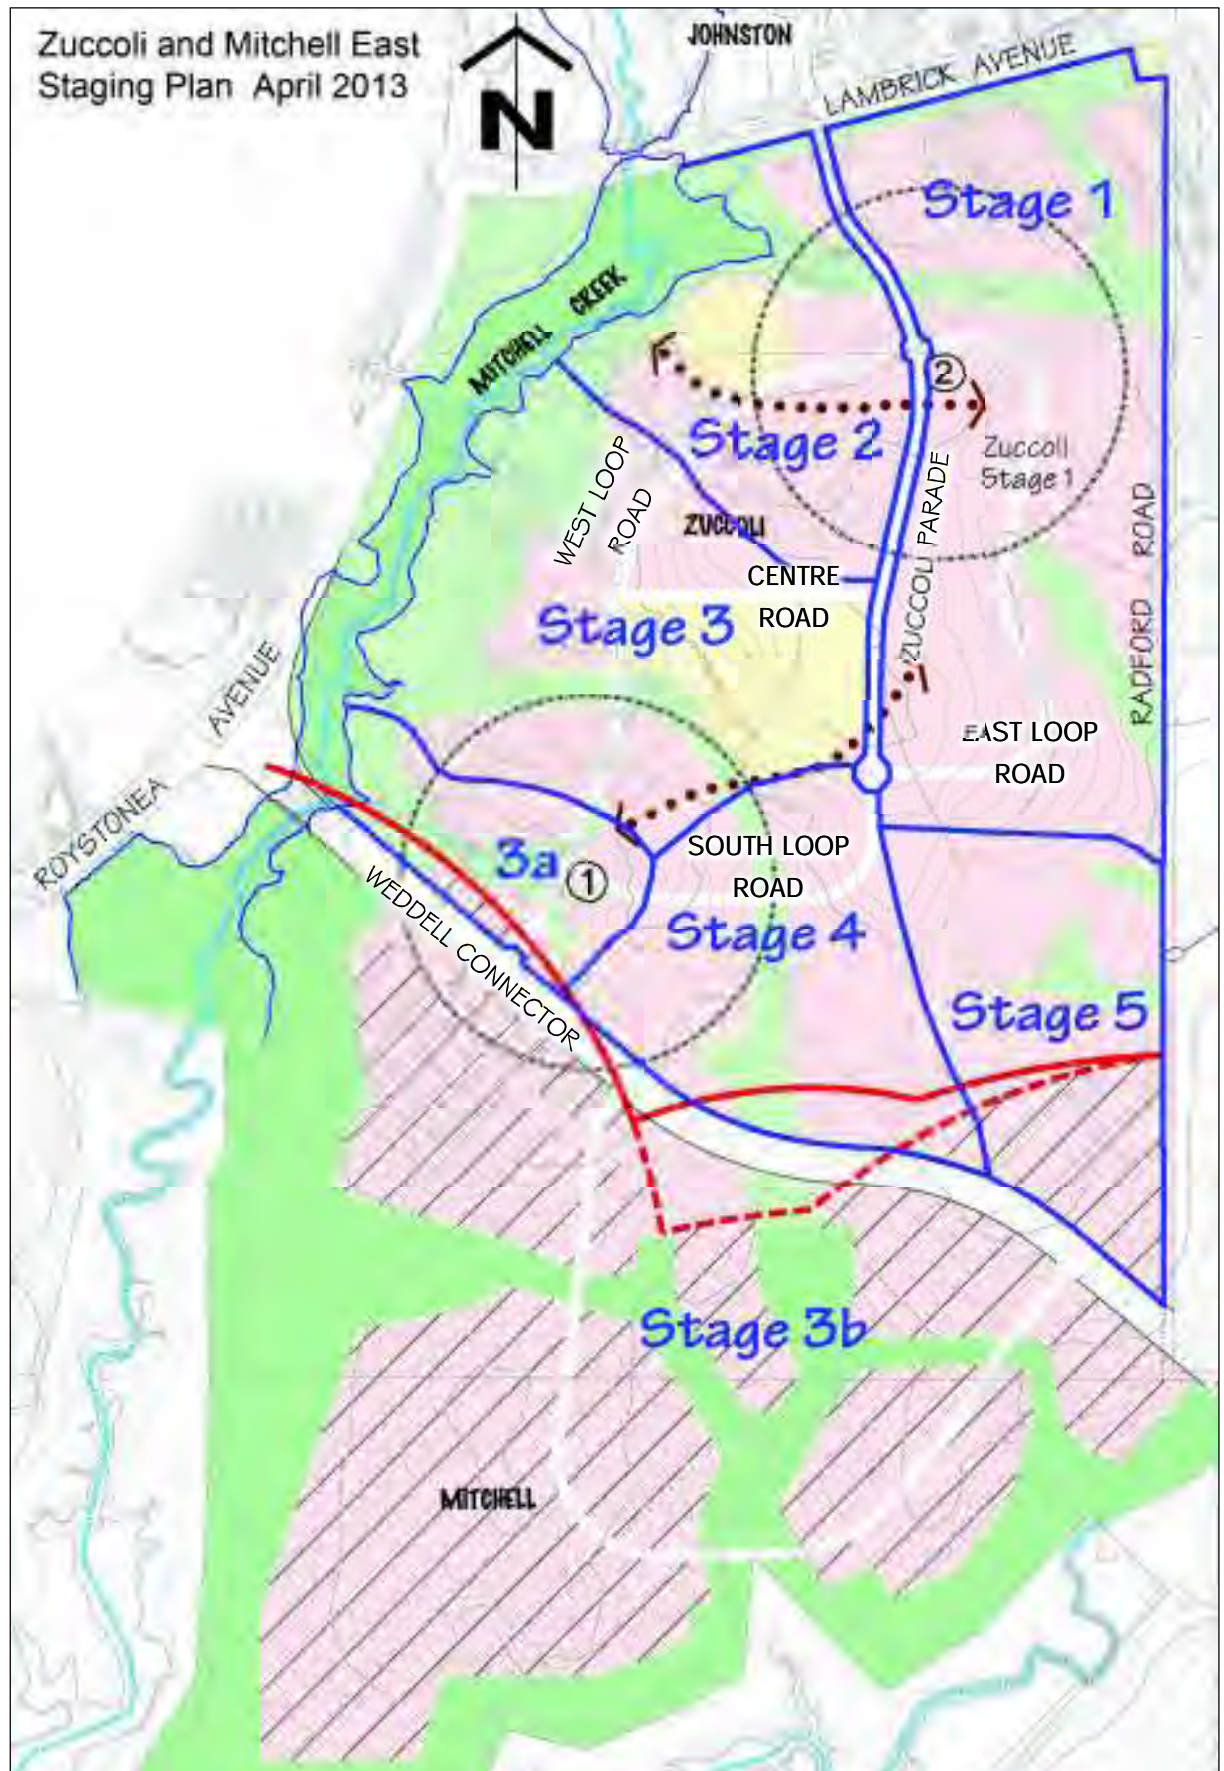 Zuccoli and Mitchell East
Staging Plan April 2013
N
JOHNSTON
LAMBRICK AVENUE
Stage 1
MITCHELL CREEK
2
Stage 2
Zuccoli
Stage 1
WEST LOOP
ROAD
ZUCCOLI
ZUCCOLI PARADE
RADFORD ROAD
CENTRE
ROAD
Stage 3
ROYSTONEA AVENUE
EAST LOOP
ROAD
SOUTH LOOP
ROAD
3a
1
WEDDELL CONNECTOR
Stage 4
Stage 5
Stage 3b
MITCHELL